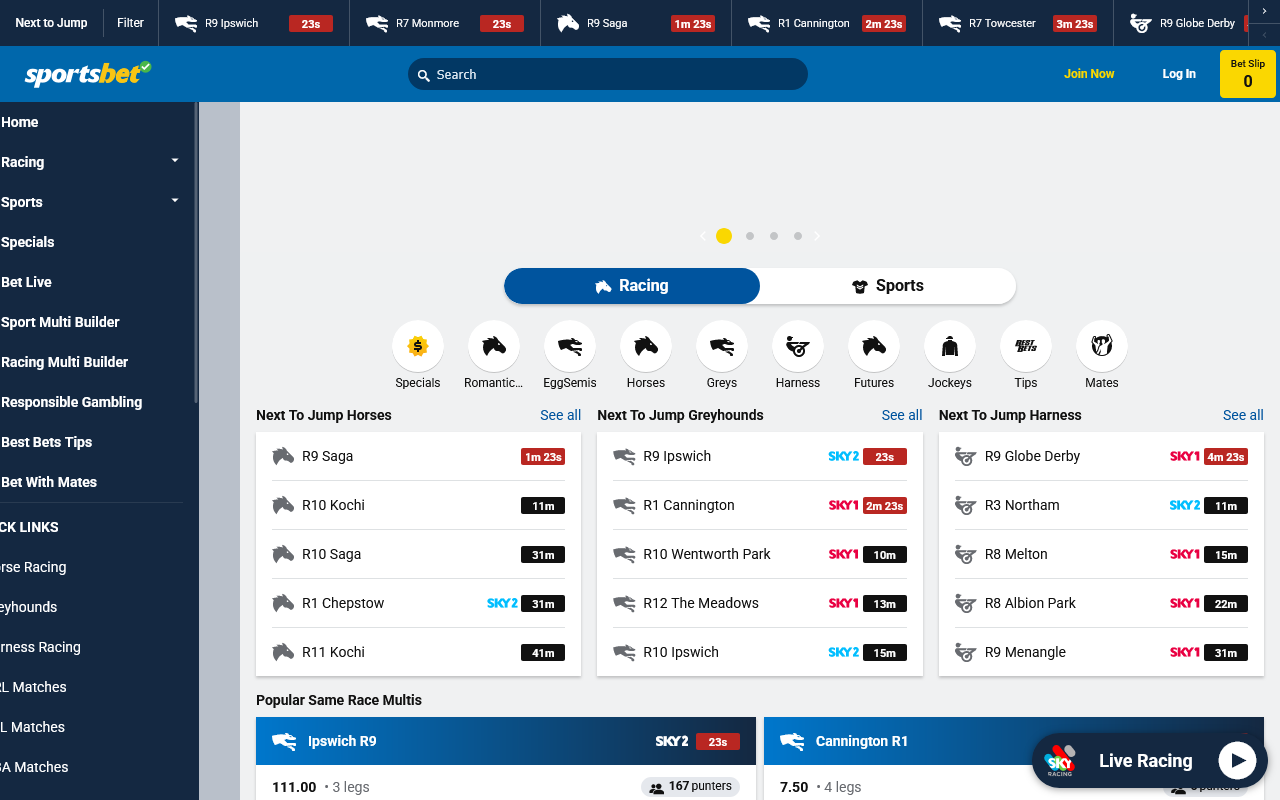 Next to Jump
Filter
R9 Ipswich 23s
R7 Monmore 23s
R9 Saga 1m 23s
R1 Cannington 2m 23s
R7 Towcester 3m 23s
R9 Globe Derby
sportsbet
Search
Join Now
Log In
Bet Slip
0
Home
Racing
Sports
Specials
Bet Live
Sport Multi Builder
Racing Multi Builder
Responsible Gambling
Best Bets Tips
Bet With Mates
CK LINKS
rse Racing
eyhounds
rness Racing
RL Matches
L Matches
BA Matches
Racing
Sports
Specials
Romantic...
EggSemis
Horses
Greys
Harness
Futures
Jockeys
BEST BETS
Tips
Mates
Next To Jump Horses See all
R9 Saga 1m 23s
R10 Kochi 11m
R10 Saga 31m
R1 Chepstow SKY2 31m
R11 Kochi 41m
Next To Jump Greyhounds See all
R9 Ipswich SKY2 23s
R1 Cannington SKY1 2m 23s
R10 Wentworth Park SKY1 10m
R12 The Meadows SKY1 13m
R10 Ipswich SKY2 15m
Next To Jump Harness See all
R9 Globe Derby SKY1 4m 23s
R3 Northam SKY2 11m
R8 Melton SKY1 15m
R8 Albion Park SKY1 22m
R9 Menangle SKY1 31m
Popular Same Race Multis
Ipswich R9 SKY2 23s
111.00 • 3 legs 167 punters
Cannington R1
7.50 • 4 legs
SKY RACING
Live Racing